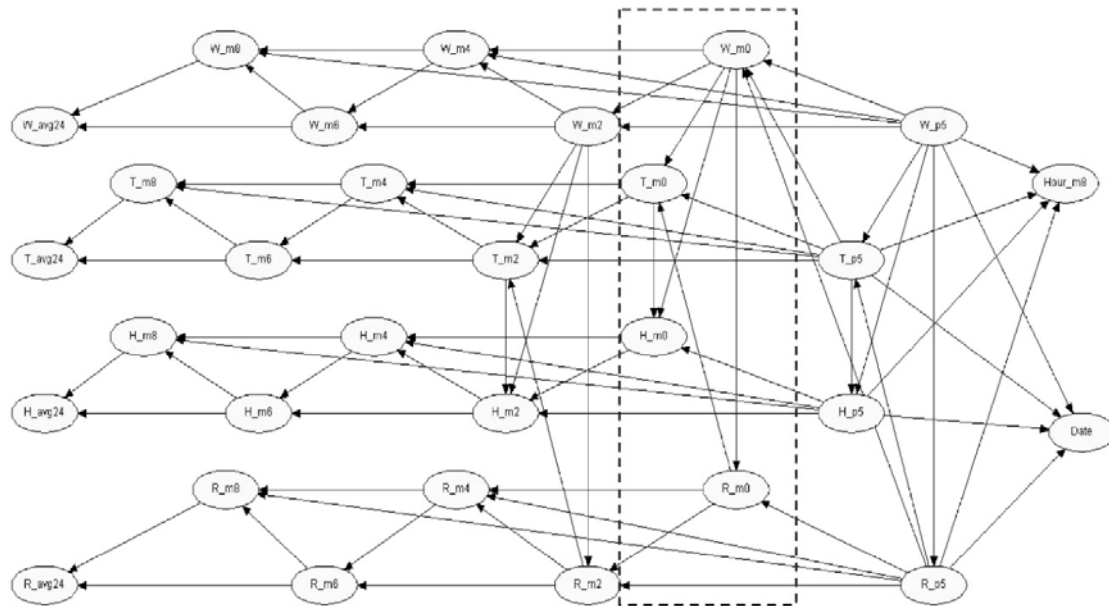 W_m8 W_m4 W_m0
W_avg24 W_m6 W_m2 W_p5
T_m8 T_m4 T_m0 Hour_m8
T_avg24 T_m6 T_m2 T_p5
H_m8 H_m4 H_m0
H_avg24 H_m6 H_m2 H_p5 Date
R_m8 R_m4 R_m0
R_avg24 R_m6 R_m2 R_p5